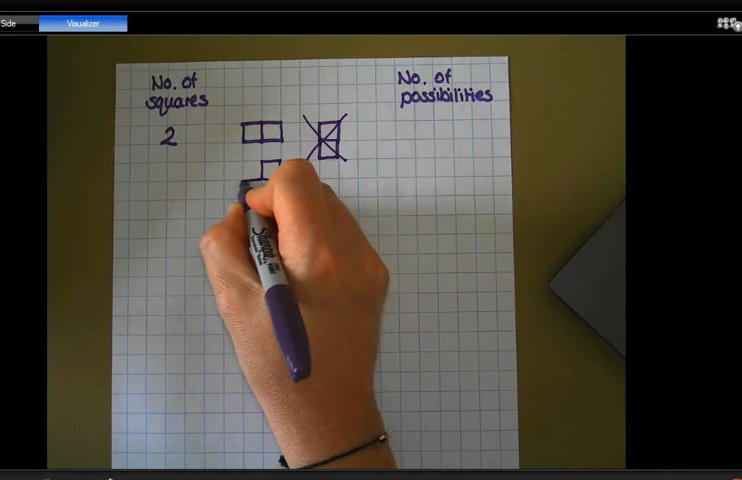 Side
Visualizer
No. of
squares
No. of
possibilities
2
Sharpie